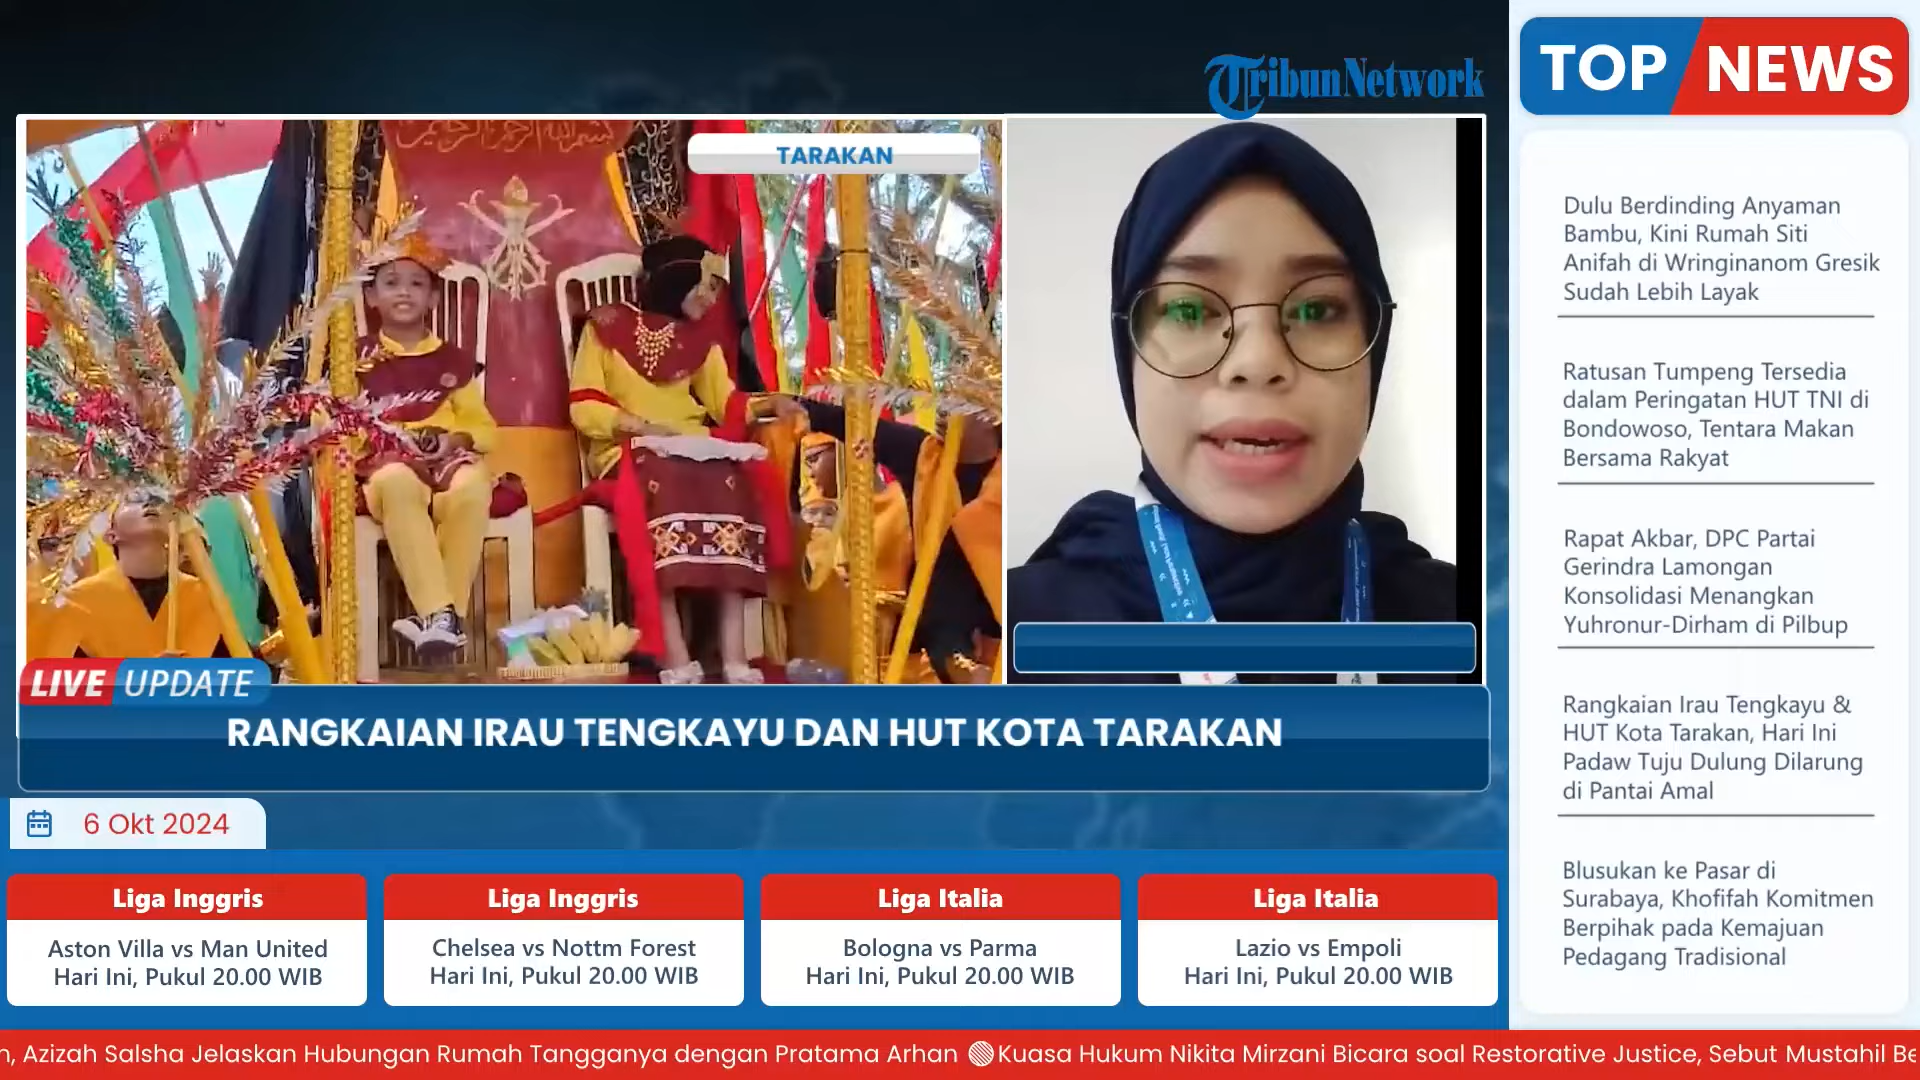 TribunNetwork
TOP NEWS
TARAKAN
LIVE UPDATE
RANGKAIAN IRAU TENGKAYU DAN HUT KOTA TARAKAN
6 Okt 2024
Liga Inggris
Aston Villa vs Man United
Hari Ini, Pukul 20.00 WIB
Liga Inggris
Chelsea vs Nottm Forest
Hari Ini, Pukul 20.00 WIB
Liga Italia
Bologna vs Parma
Hari Ini, Pukul 20.00 WIB
Liga Italia
Lazio vs Empoli
Hari Ini, Pukul 20.00 WIB
Dulu Berdinding Anyaman
Bambu, Kini Rumah Siti
Anifah di Wringinanom Gresik
Sudah Lebih Layak
Ratusan Tumpeng Tersedia
dalam Peringatan HUT TNI di
Bondowoso, Tentara Makan
Bersama Rakyat
Rapat Akbar, DPC Partai
Gerindra Lamongan
Konsolidasi Menangkan
Yuhronur-Dirham di Pilbup
Rangkaian Irau Tengkayu &
HUT Kota Tarakan, Hari Ini
Padaw Tuju Dulung Dilarung
di Pantai Amal
Blusukan ke Pasar di
Surabaya, Khofifah Komitmen
Berpihak pada Kemajuan
Pedagang Tradisional
, Azizah Salsha Jelaskan Hubungan Rumah Tangganya dengan Pratama Arhan Kuasa Hukum Nikita Mirzani Bicara soal Restorative Justice, Sebut Mustahil